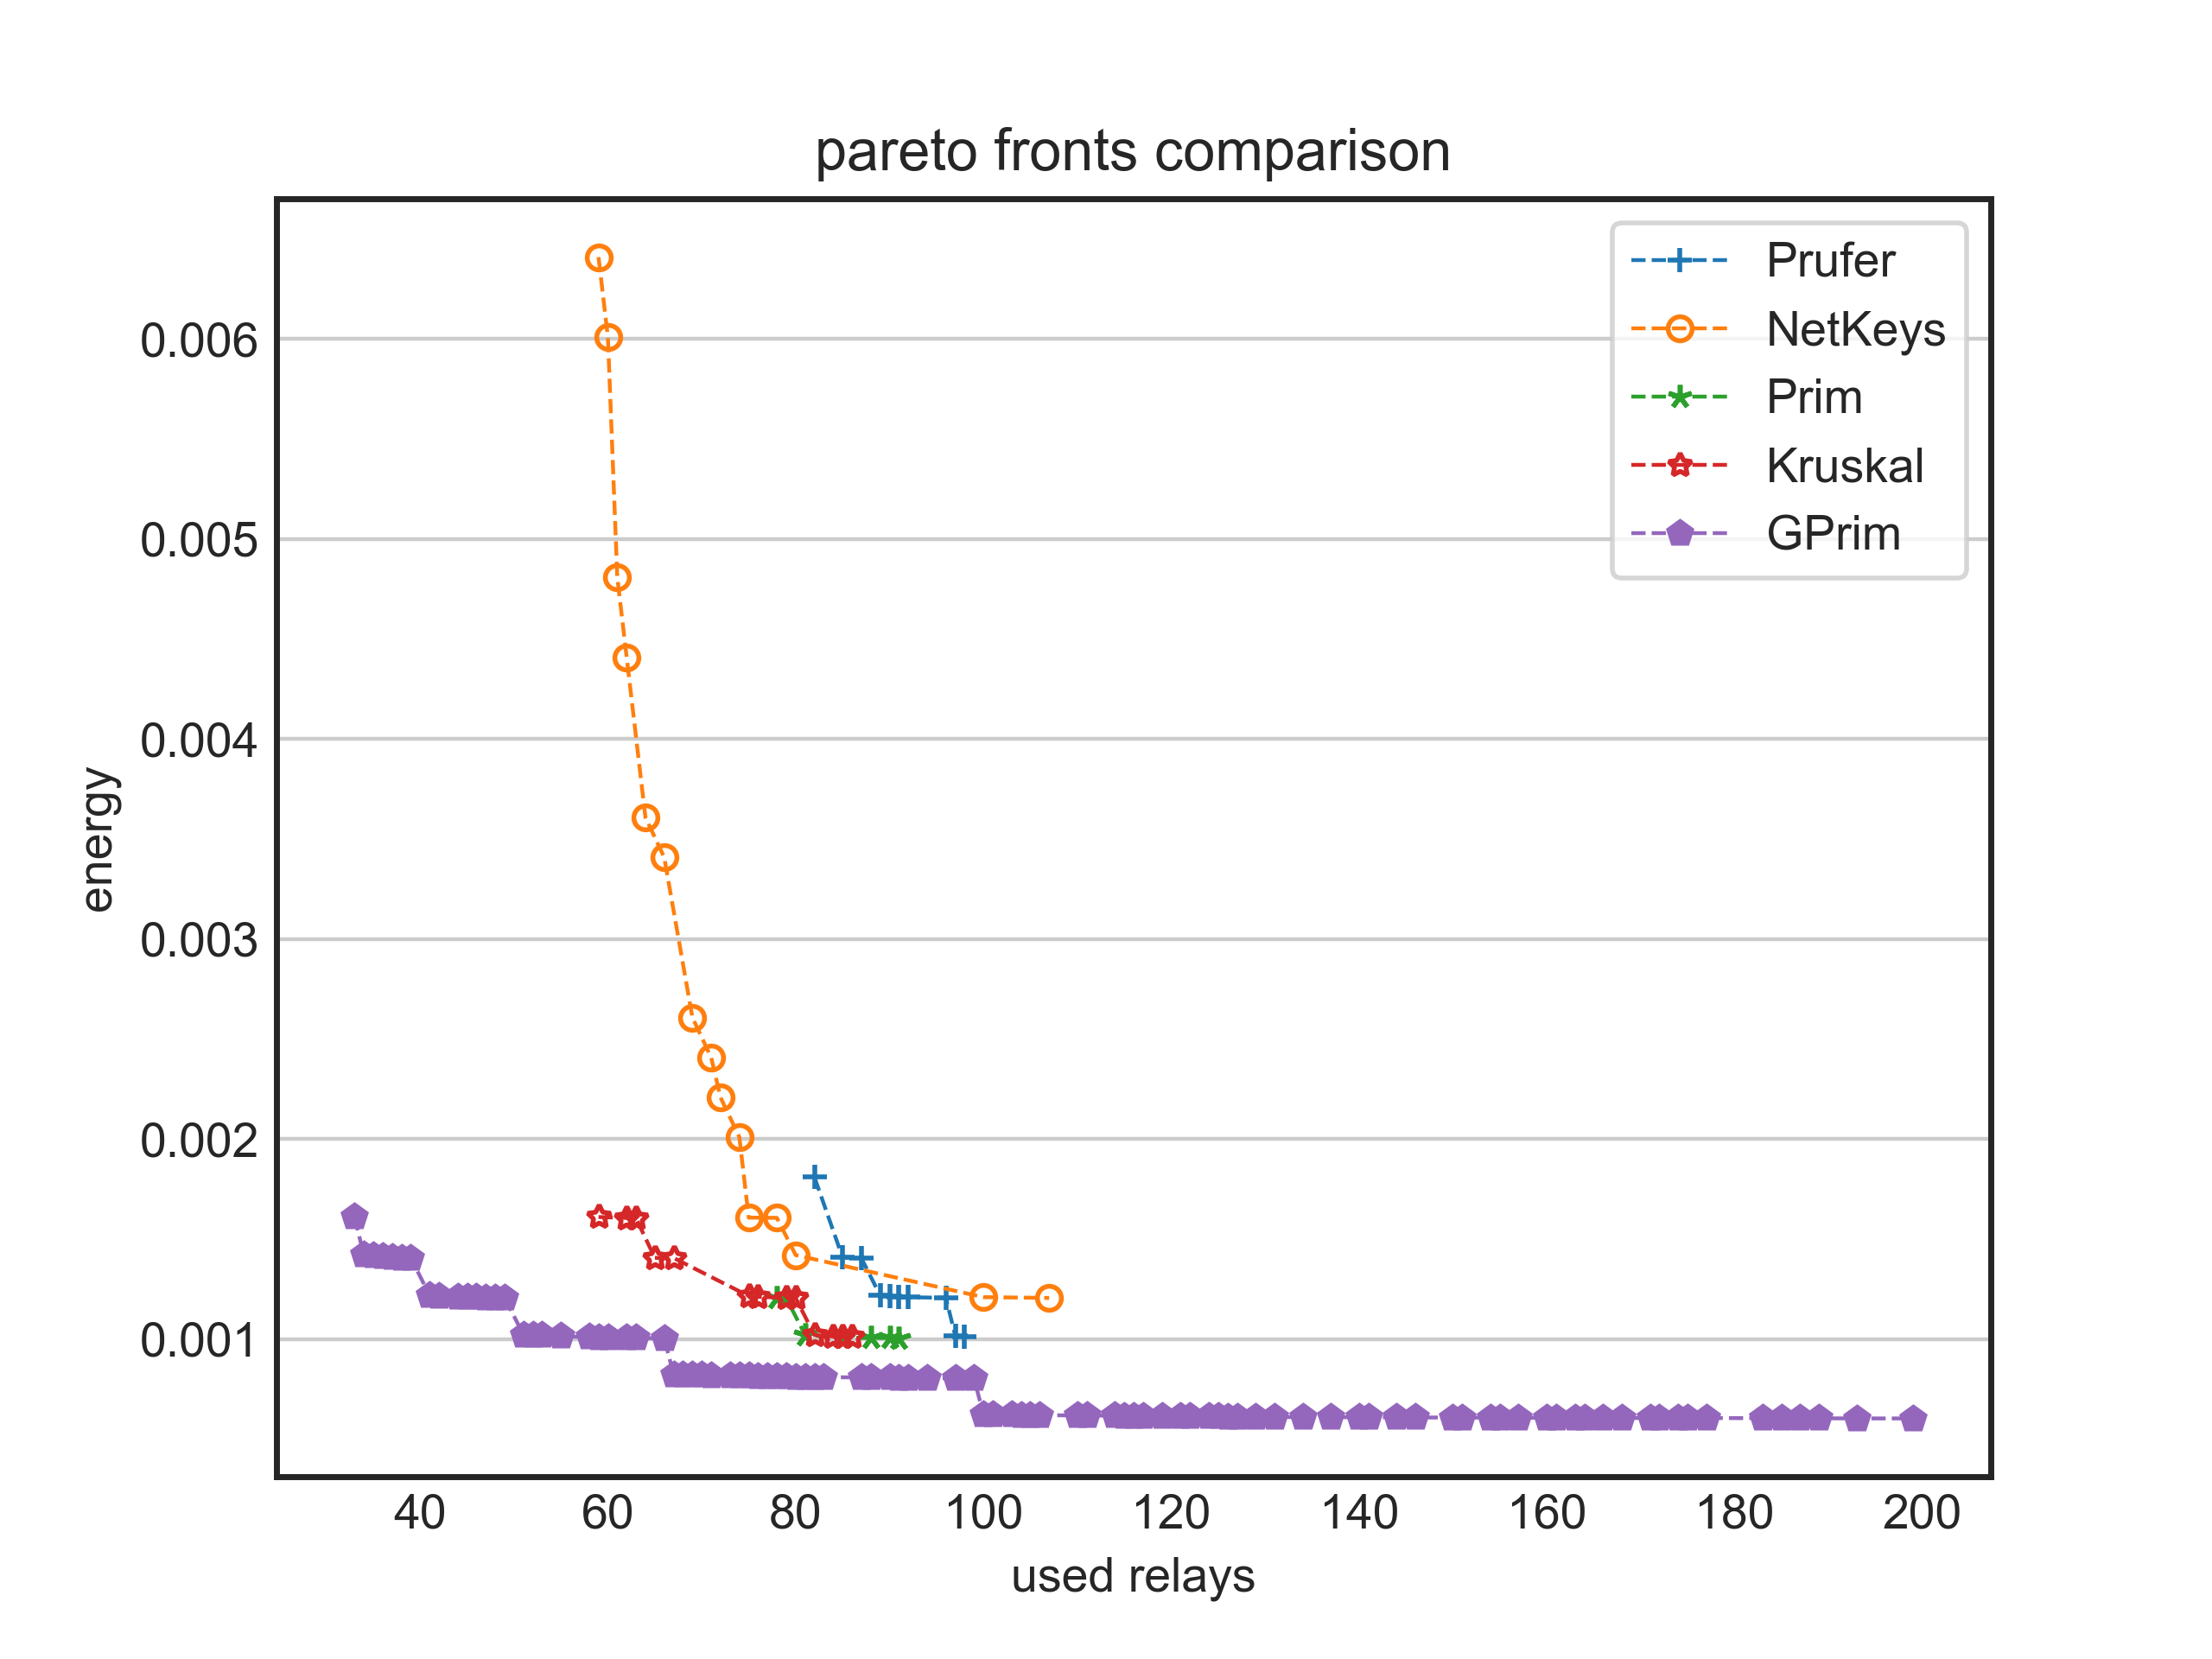 pareto fronts comparison
Prufer
NetKeys
Prim
Kruskal
GPrim
0.006
0.005
0.004
0.003
0.002
0.001
energy
40 60 80 100 120 140 160 180 200
used relays